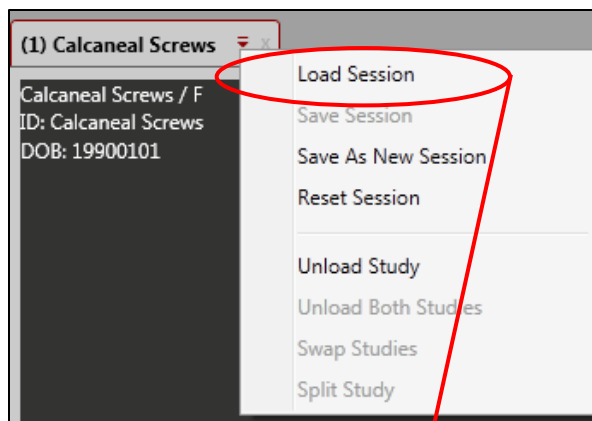 (1) Calcaneal Screws x
Calcaneal Screws / F
ID: Calcaneal Screws
DOB: 19900101
Load Session
Save Session
Save As New Session
Reset Session
Unload Study
Unload Both Studies
Swap Studies
Split Study